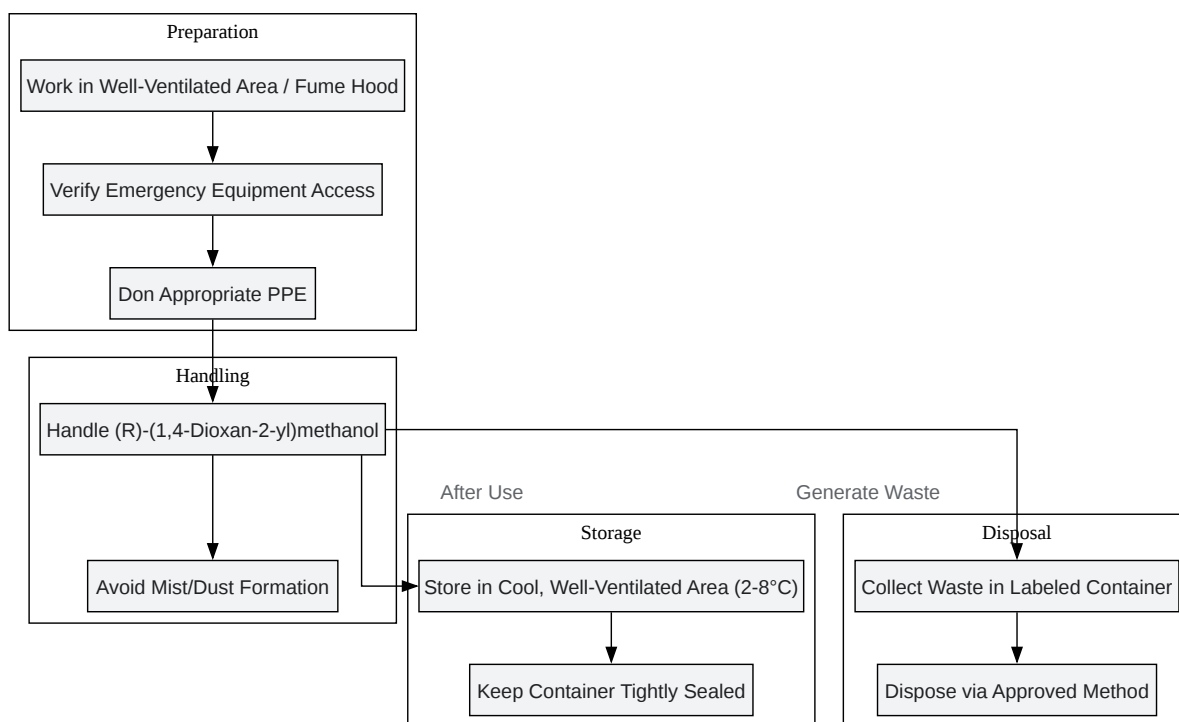 Preparation
Work in Well-Ventilated Area / Fume Hood
Verify Emergency Equipment Access
Don Appropriate PPE
Handling
Handle (R)-(1,4-Dioxan-2-yl)methanol
After Use
Generate Waste
Storage
Disposal
Avoid Mist/Dust Formation
Store in Cool, Well-Ventilated Area (2-8°C)
Collect Waste in Labeled Container
Keep Container Tightly Sealed
Dispose via Approved Method